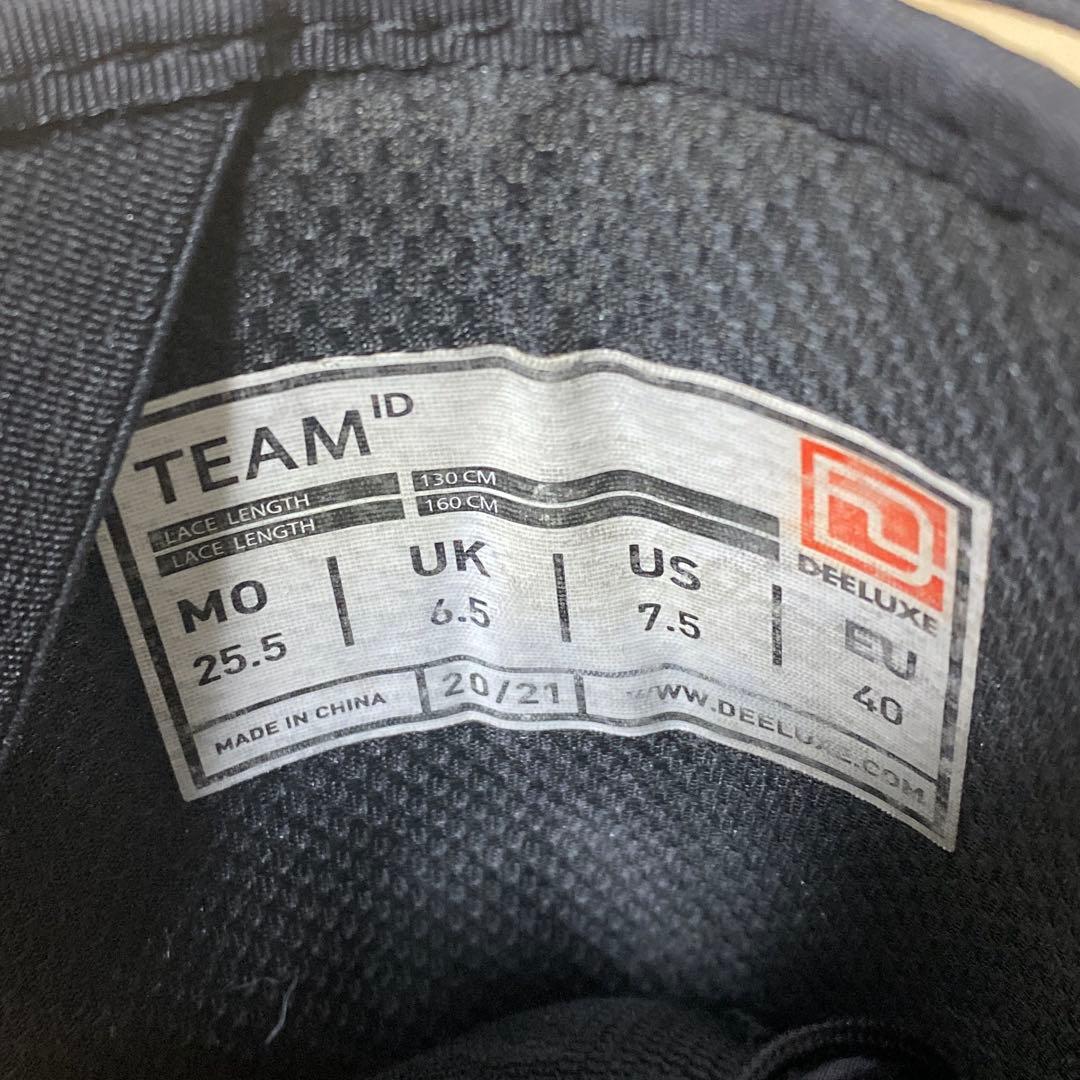 TEAM ID
LACE LENGTH 130 CM
LACE LENGTH 160 CM
DEELUXE
MO UK US EU
25.5 6.5 7.5 40
MADE IN CHINA 20/21 WWW.DEELUXE.COM